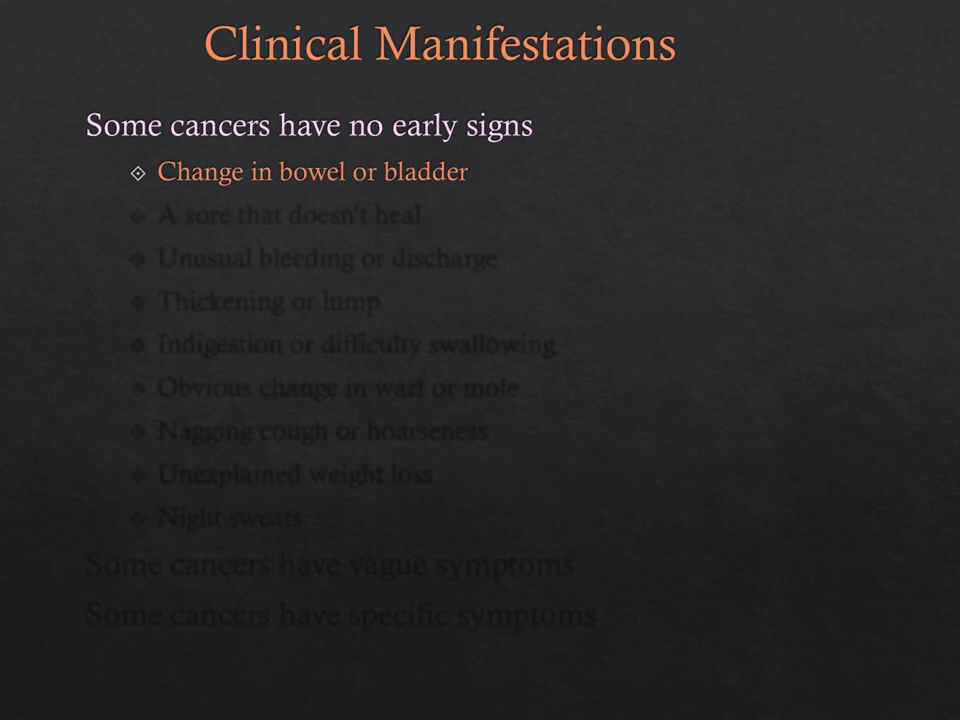 Clinical Manifestations
Some cancers have no early signs
Change in bowel or bladder
A sore that doesn't heal
Unusual bleeding or discharge
Thickening or lump
Indigestion or difficulty swallowing
Obvious change in wart or mole
Nagging cough or hoarseness
Unexplained weight loss
Night sweats
Some cancers have vague symptoms
Some cancers have specific symptoms